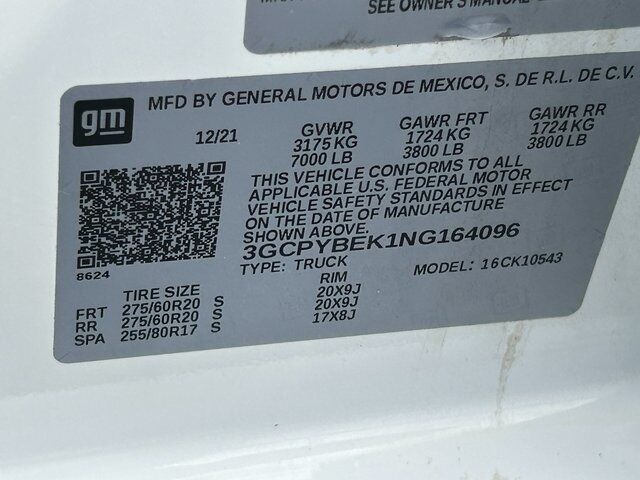 SEE OWNER'S MANUAL
gm
MFD BY GENERAL MOTORS DE MEXICO, S. DE R.L. DE C.V.
12/21 GVWR GAWR FRT GAWR RR
3175 KG 1724 KG 1724 KG
7000 LB 3800 LB 3800 LB
THIS VEHICLE CONFORMS TO ALL
APPLICABLE U.S. FEDERAL MOTOR
VEHICLE SAFETY STANDARDS IN EFFECT
ON THE DATE OF MANUFACTURE
SHOWN ABOVE.
3GCPYBEK1NG164096
8624
TYPE: TRUCK MODEL: 16CK10543
TIRE SIZE RIM
FRT 275/60R20 S 20X9J
RR 275/60R20 S 20X9J
SPA 255/80R17 S 17X8J